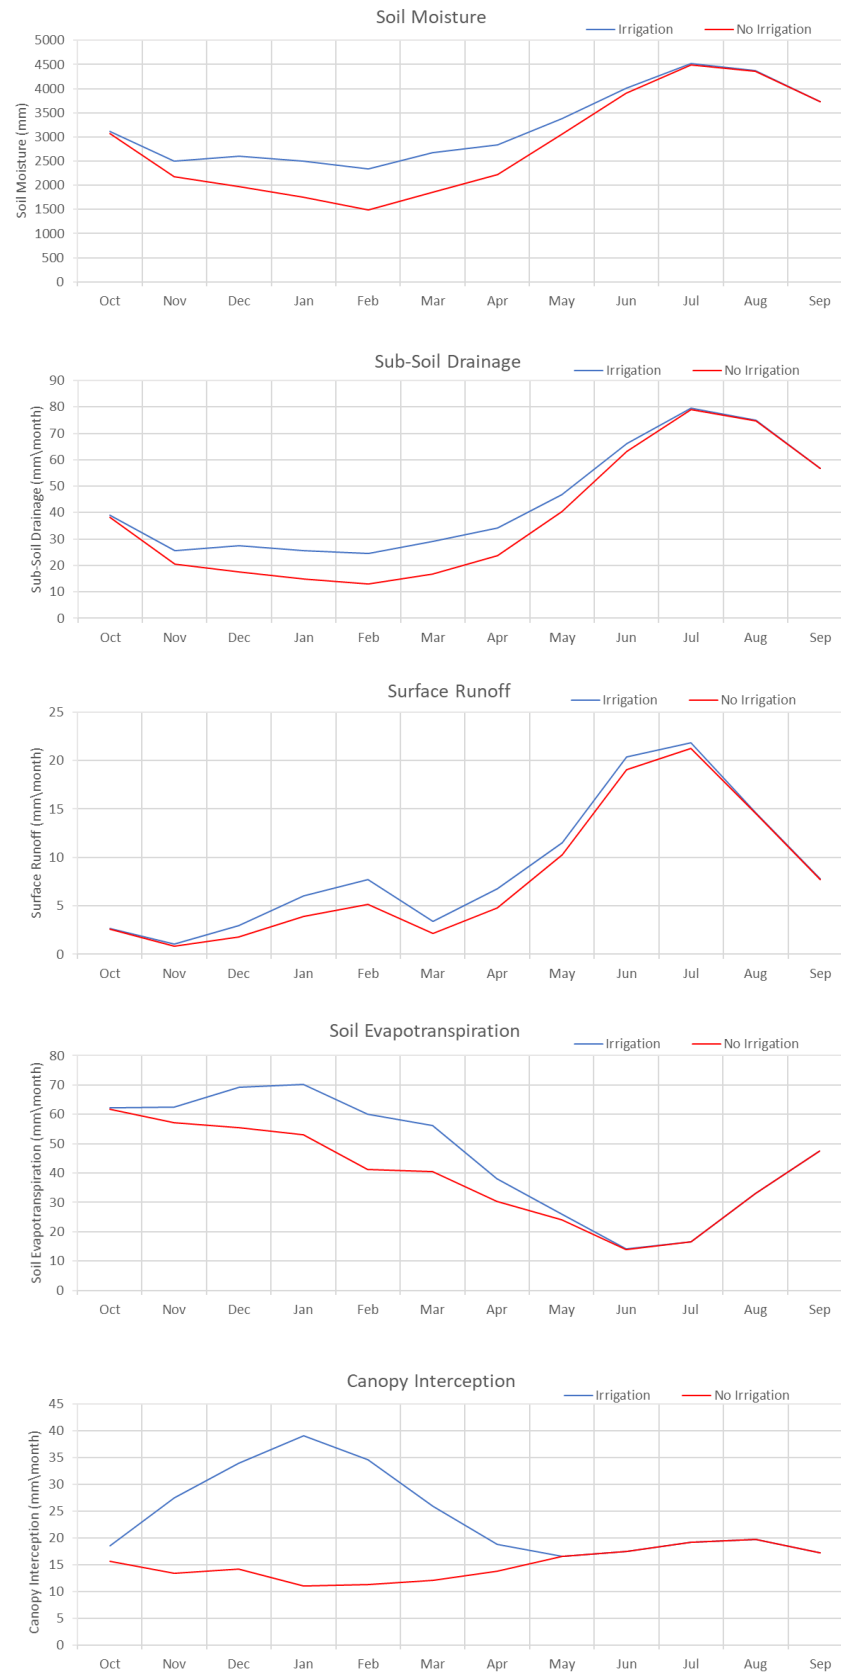 Soil Moisture
Irrigation No Irrigation
Soil Moisture (mm)
5000
4500
4000
3500
3000
2500
2000
1500
1000
500
0
Oct Nov Dec Jan Feb Mar Apr May Jun Jul Aug Sep
Sub-Soil Drainage
Irrigation No Irrigation
Sub-Soil Drainage (mm\month)
90
80
70
60
50
40
30
20
10
0
Oct Nov Dec Jan Feb Mar Apr May Jun Jul Aug Sep
Surface Runoff
Irrigation No Irrigation
Surface Runoff (mm\month)
25
20
15
10
5
0
Oct Nov Dec Jan Feb Mar Apr May Jun Jul Aug Sep
Soil Evapotranspiration
Irrigation No Irrigation
Soil Evapotranspiration (mm\month)
80
70
60
50
40
30
20
10
0
Oct Nov Dec Jan Feb Mar Apr May Jun Jul Aug Sep
Canopy Interception
Irrigation No Irrigation
Canopy Interception (mm\month)
45
40
35
30
25
20
15
10
5
0
Oct Nov Dec Jan Feb Mar Apr May Jun Jul Aug Sep